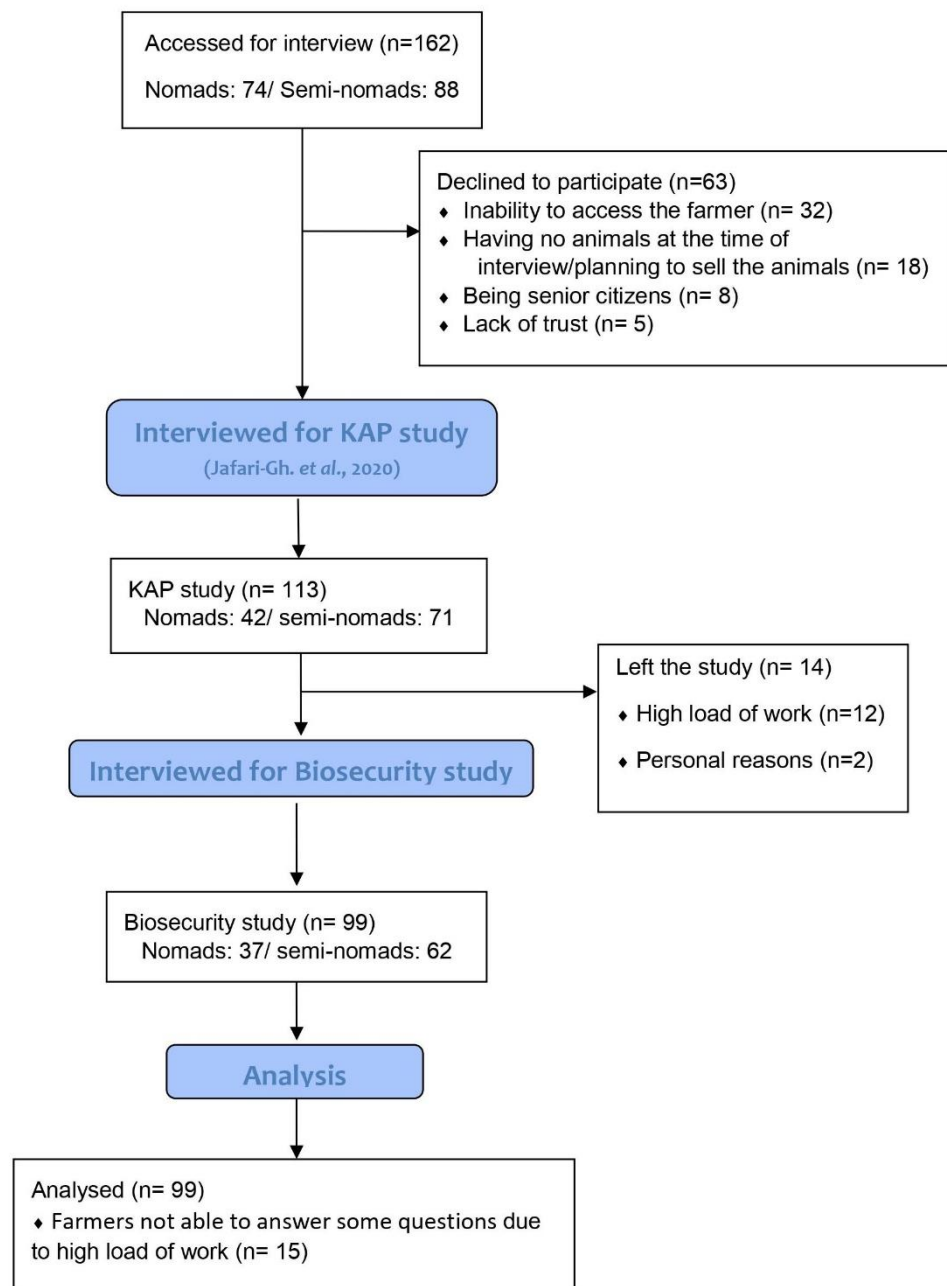 Accessed for interview (n=162)
Nomads: 74/ Semi-nomads: 88
Declined to participate (n=63)
♦ Inability to access the farmer (n= 32)
♦ Having no animals at the time of
interview/planning to sell the animals (n= 18)
♦ Being senior citizens (n= 8)
♦ Lack of trust (n= 5)
Interviewed for KAP study
(Jafari-Gh. et al., 2020)
KAP study (n= 113)
Nomads: 42/ semi-nomads: 71
Left the study (n= 14)
♦ High load of work (n=12)
♦ Personal reasons (n=2)
Interviewed for Biosecurity study
Biosecurity study (n= 99)
Nomads: 37/ semi-nomads: 62
Analysis
Analysed (n= 99)
♦ Farmers not able to answer some questions due
to high load of work (n= 15)